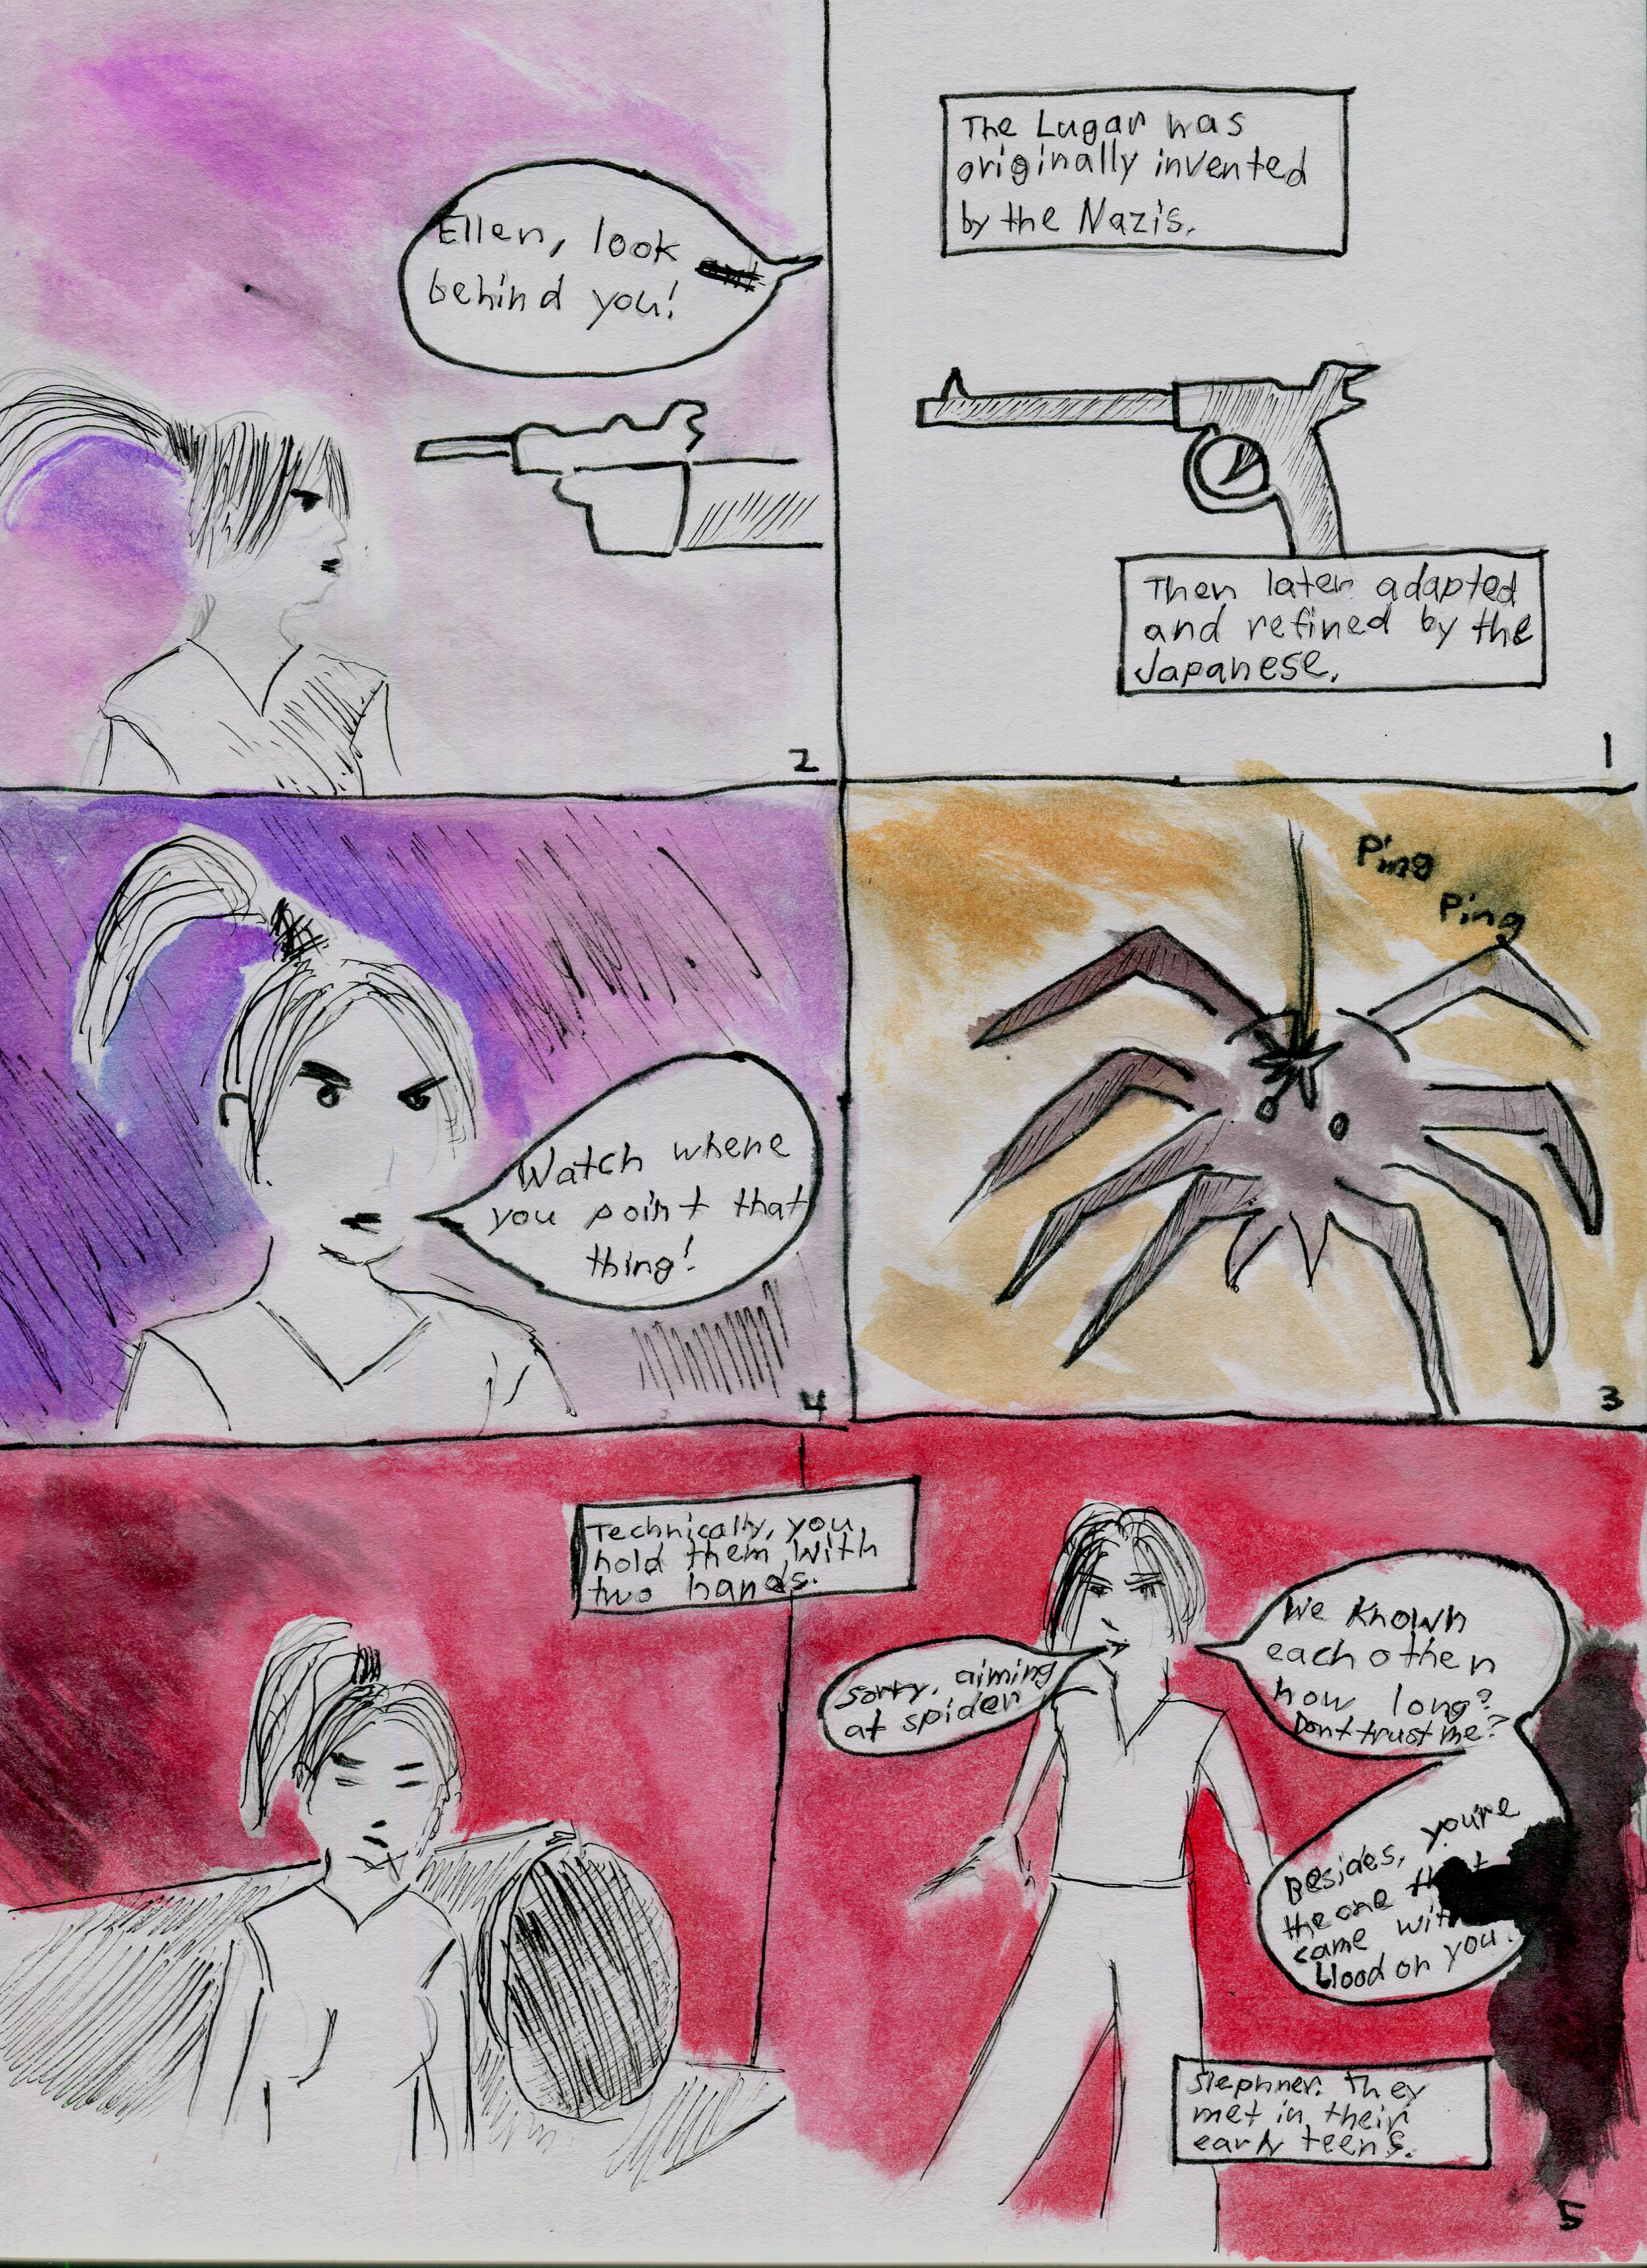 The Lugar was
originally invented
by the Nazis.
Then later adapted
and refined by the
Japanese.
1
Ellen, look
behind you!
2
Ping
Ping
3
Watch where
you point that
thing!
4
Technically, you
hold them with
two hands.
Sorry, aiming
at spider
We known
each other
how long?
Dont trust me?
Besides, you're
the one that
came with
blood on you.
They
met in their
early teens.
5